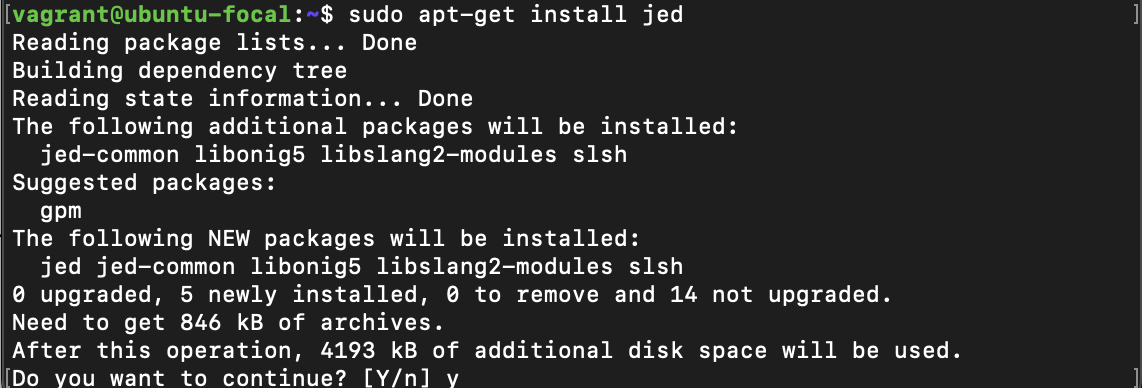 [vagrant@ubuntu-focal:~$ sudo apt-get install jed ]
Reading package lists... Done
Building dependency tree
Reading state information... Done
The following additional packages will be installed:
  jed-common libonig5 libslang2-modules slsh
Suggested packages:
  gpm
The following NEW packages will be installed:
  jed jed-common libonig5 libslang2-modules slsh
0 upgraded, 5 newly installed, 0 to remove and 14 not upgraded.
Need to get 846 kB of archives.
After this operation, 4193 kB of additional disk space will be used.
[Do you want to continue? [Y/n] y ]